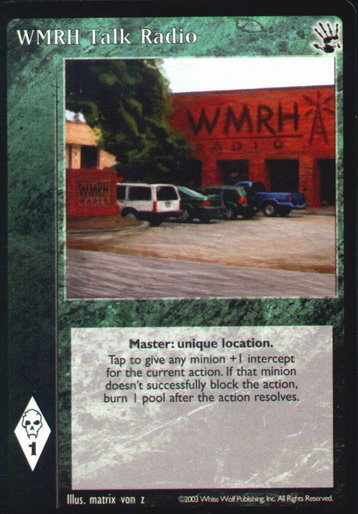 WMRH Talk Radio
WMRH
RADIO
WMRH
RADIO
Master: unique location.
Tap to give any minion +1 intercept
for the current action. If that minion
doesn't successfully block the action,
burn 1 pool after the action resolves.
1
Illus. matrix von z
©2003 White Wolf Publishing, Inc. All Rights Reserved.